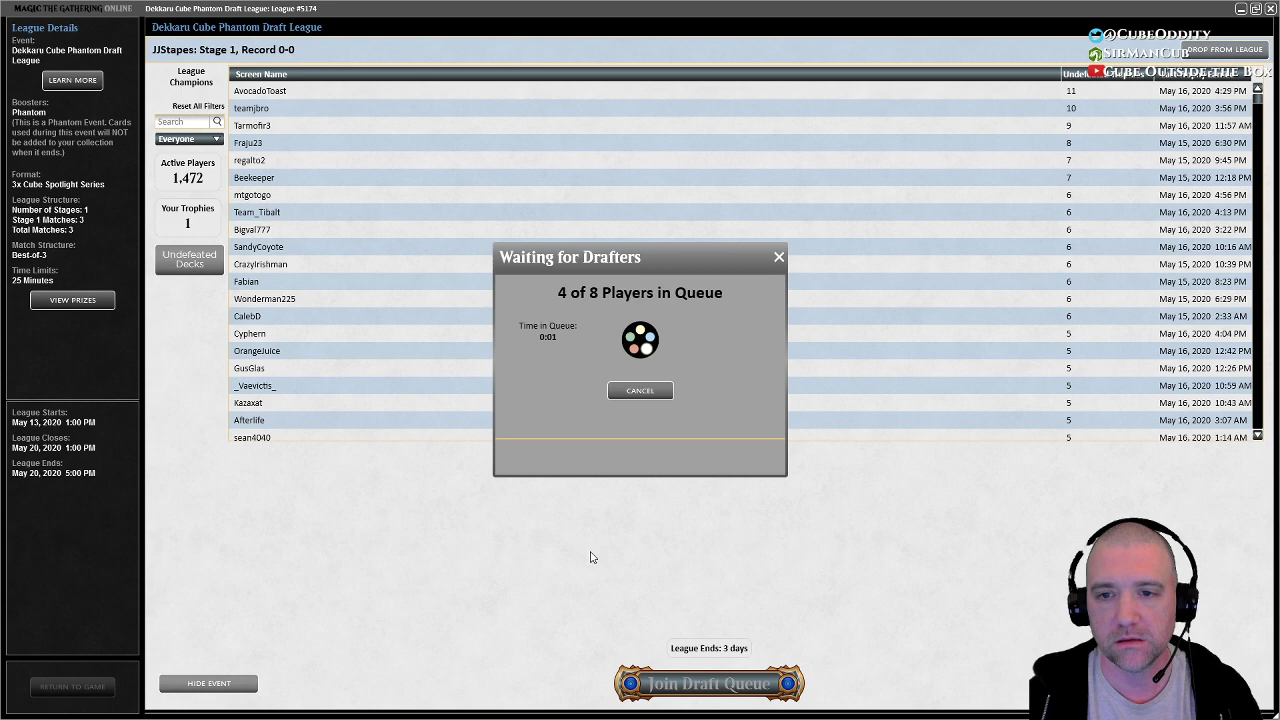 MAGIC THE GATHERING ONLINE
Dekkaru Cube Phantom Draft League: League #5174
League Details
Event:
Dekkaru Cube Phantom Draft
League
LEARN MORE
Boosters:
Phantom
(This is a Phantom Event. Cards
used during this event will NOT
be added to your collection
when it ends.)
Format:
3x Cube Spotlight Series
League Structure:
Number of Stages: 1
Stage 1 Matches: 3
Total Matches: 3
Match Structure:
Best-of-3
Time Limits:
25 Minutes
VIEW PRIZES
League Starts:
May 13, 2020 1:00 PM
League Closes:
May 20, 2020 1:00 PM
League Ends:
May 20, 2020 5:00 PM
RETURN TO GAME
Dekkaru Cube Phantom Draft League
JJStapes: Stage 1, Record 0-0
@CubeOddity
SirManCub
DROP FROM LEAGUE
Cube Outside the Box
League
Champions
Reset All Filters
Search
Everyone
Active Players
1,472
Your Trophies
1
Undefeated
Decks
Screen Name
AvocadoToast 11 May 16, 2020 4:29 PM
teamjbro 10 May 16, 2020 3:56 PM
Tarmofir3 9 May 16, 2020 11:57 AM
Fraju23 8 May 15, 2020 6:30 PM
regalto2 7 May 15, 2020 9:45 PM
Beekeeper 7 May 15, 2020 12:18 PM
mtgotogo 6 May 16, 2020 4:56 PM
Team_Tibalt 6 May 16, 2020 4:13 PM
Bigval777 6 May 16, 2020 3:22 PM
SandyCoyote 6 May 16, 2020 10:16 AM
CrazyIrishman 6 May 15, 2020 10:39 PM
Fabian 6 May 15, 2020 8:23 PM
Wonderman225 6 May 15, 2020 6:29 PM
CalebD 6 May 15, 2020 2:33 AM
Cyphern 5 May 16, 2020 4:04 PM
OrangeJuice 5 May 16, 2020 12:42 PM
GusGlas 5 May 16, 2020 12:26 PM
_Vaevictis_ 5 May 16, 2020 10:59 AM
Kazaxat 5 May 16, 2020 10:43 AM
Afterlife 5 May 16, 2020 3:07 AM
sean4040 5 May 16, 2020 1:14 AM
Waiting for Drafters
4 of 8 Players in Queue
Time in Queue:
0:01
CANCEL
League Ends: 3 days
HIDE EVENT
Join Draft Queue